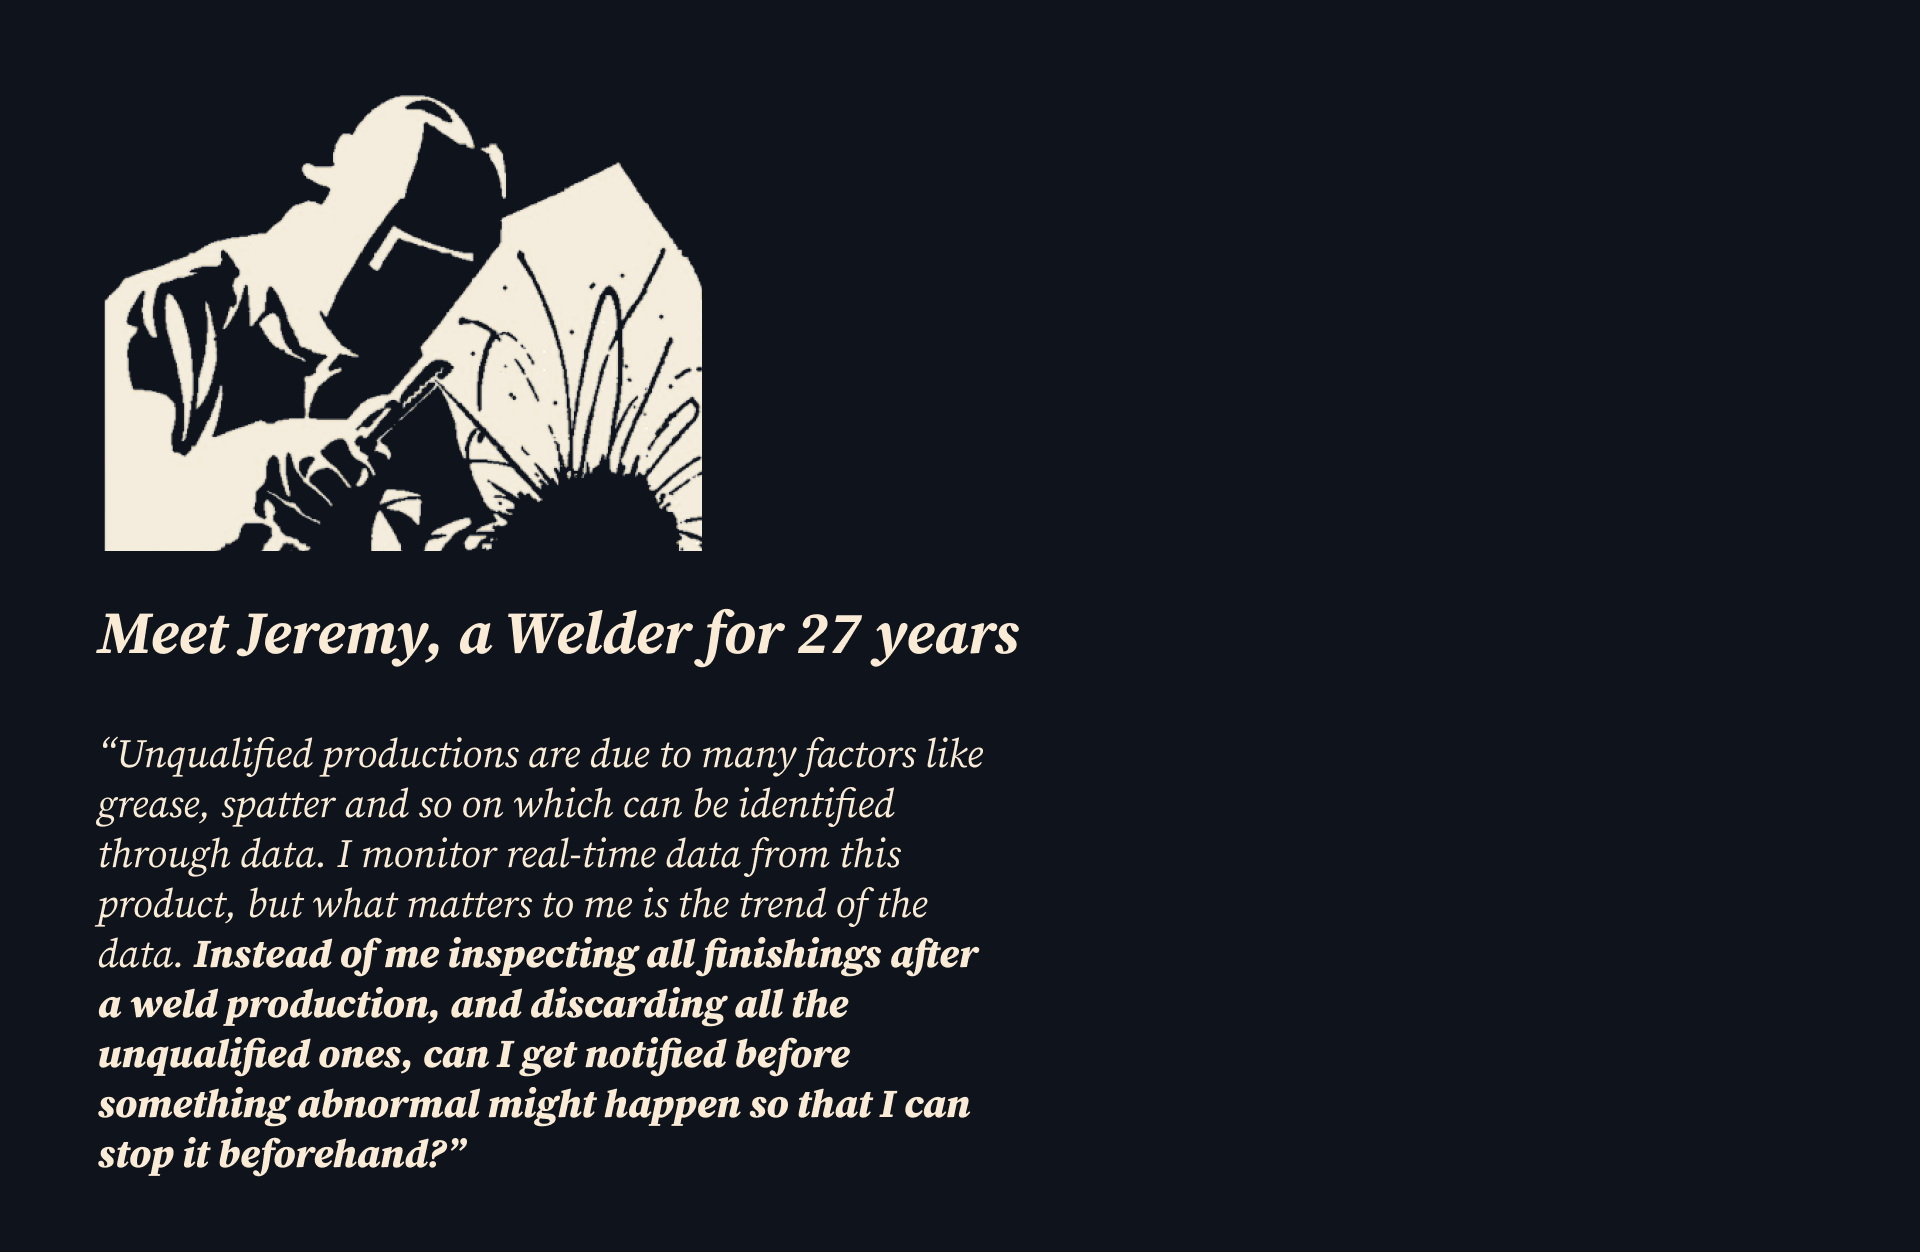 Meet Jeremy, a Welder for 27 years
“Unqualified productions are due to many factors like
grease, spatter and so on which can be identified
through data. I monitor real-time data from this
product, but what matters to me is the trend of the
data. Instead of me inspecting all finishings after
a weld production, and discarding all the
unqualified ones, can I get notified before
something abnormal might happen so that I can
stop it beforehand?”